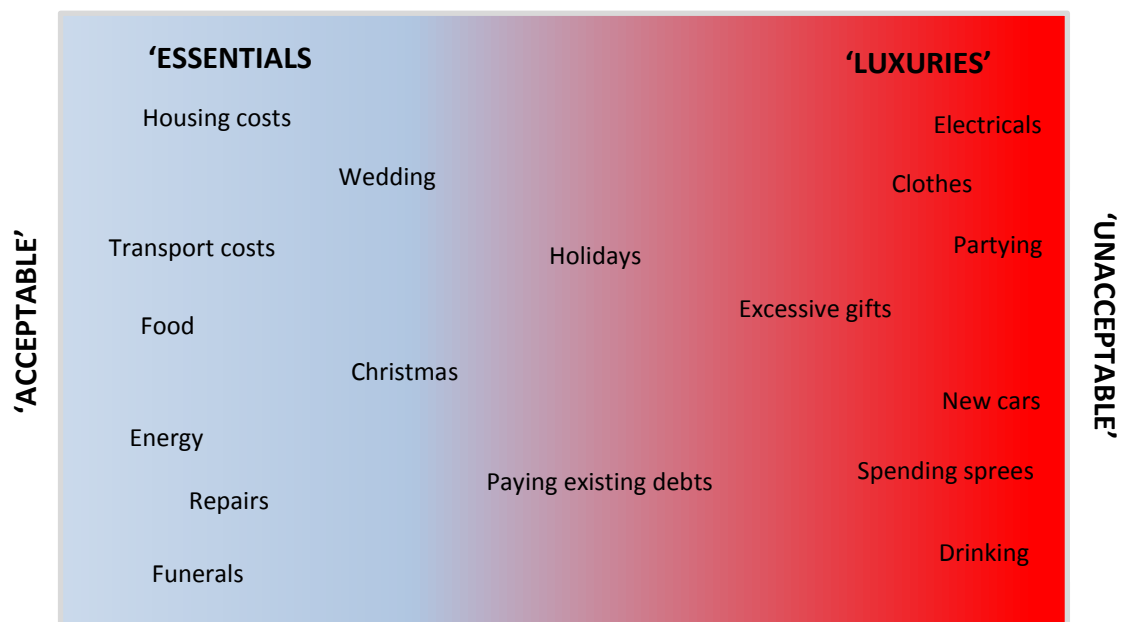 ‘ESSENTIALS
‘LUXURIES’
Housing costs
Electricals
Wedding
Clothes
‘ACCEPTABLE’
Transport costs
Holidays
Partying
‘UNACCEPTABLE’
Food
Excessive gifts
Christmas
New cars
Energy
Paying existing debts
Spending sprees
Repairs
Drinking
Funerals